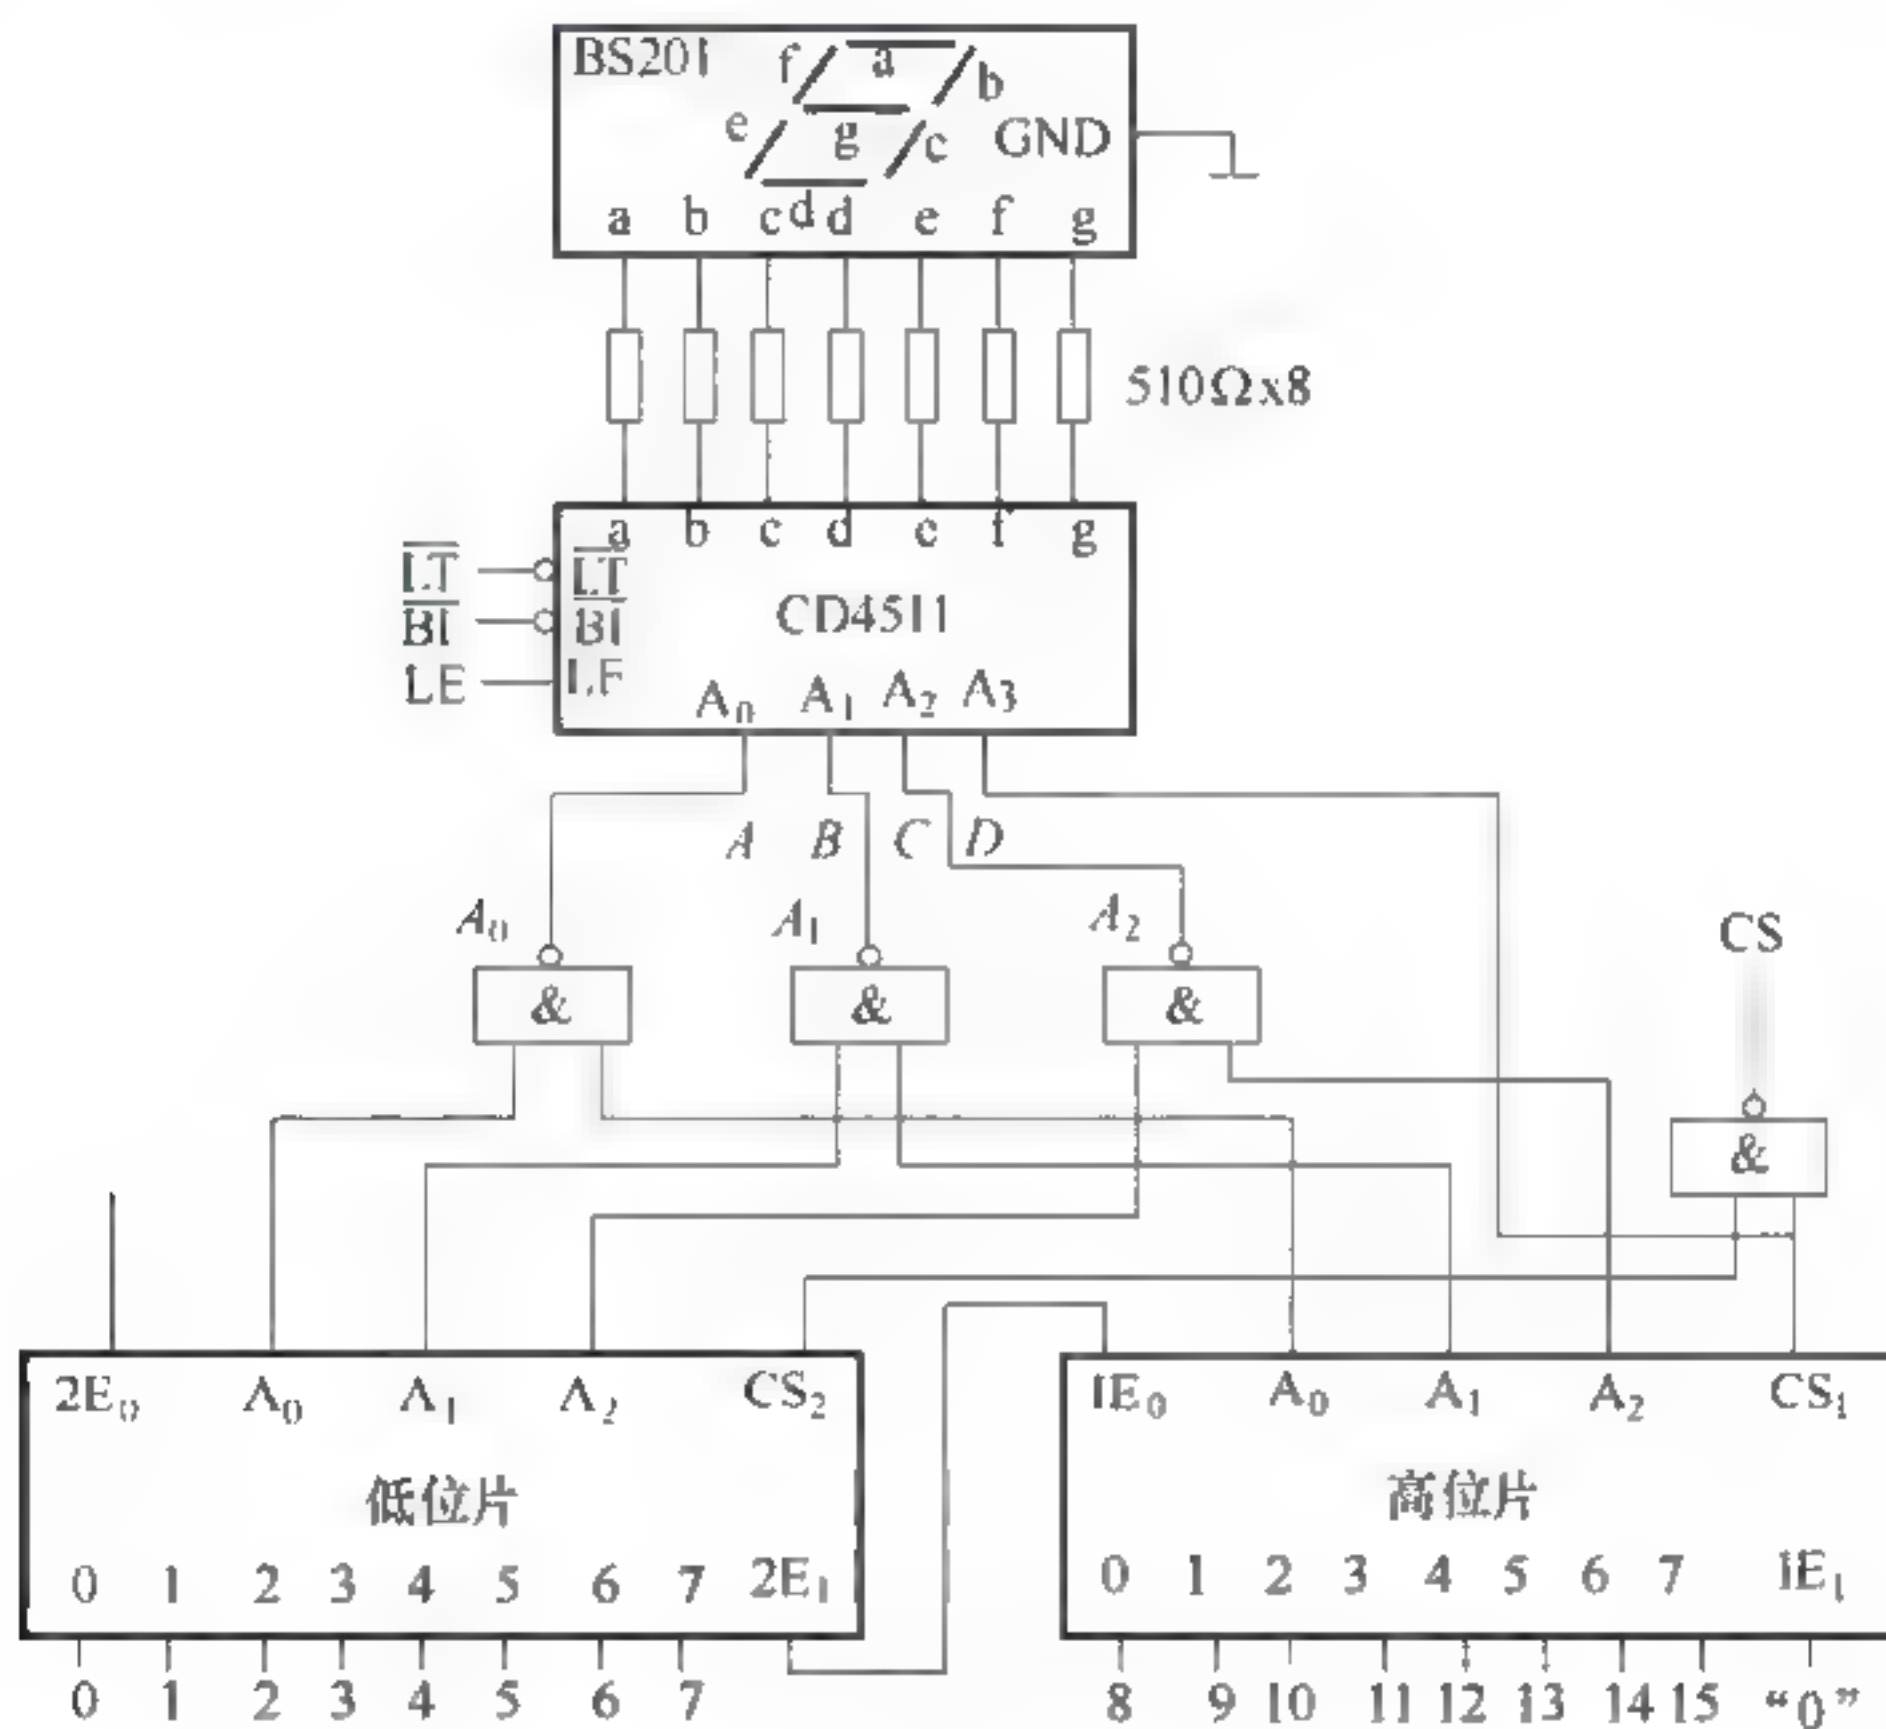 BS201
f a b
e g c GND
a b c d d e f g
510Ωx8
a b c d e f g
LT LT
CD4511
BI BI
LE LE
A0 A1 A2 A3
A B C D
A0 A1 A2 CS
& & &
&
2E0 A0 A1 A2 CS2 1E0 A0 A1 A2 CS1
低位片 高位片
0 1 2 3 4 5 6 7 2E1 0 1 2 3 4 5 6 7 1E1
0 1 2 3 4 5 6 7 8 9 10 11 12 13 14 15 “0”